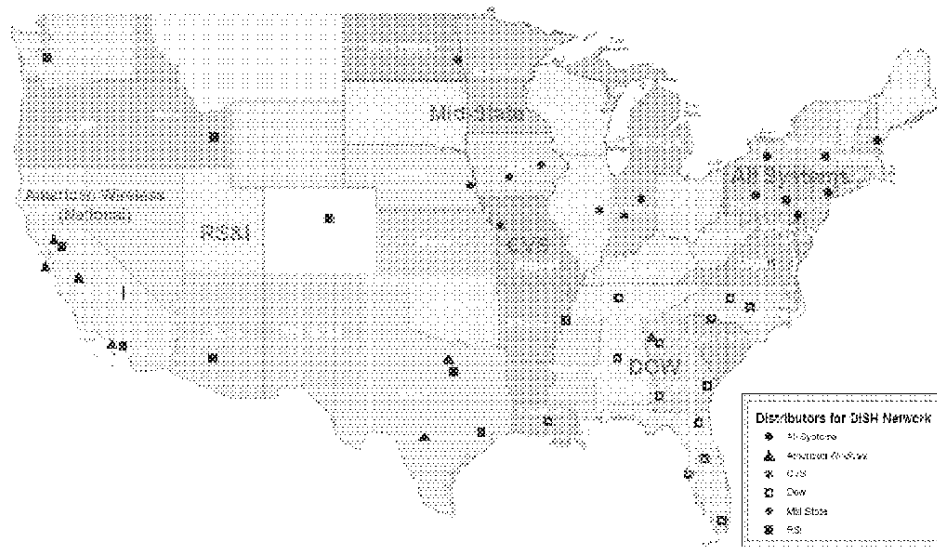 Mid-State
All Systems
American Wireless
(National)
RS&I
CVS
DOW
Distributors for DISH Network
All Systems
American Wireless
CVS
Dow
Mid State
RSI